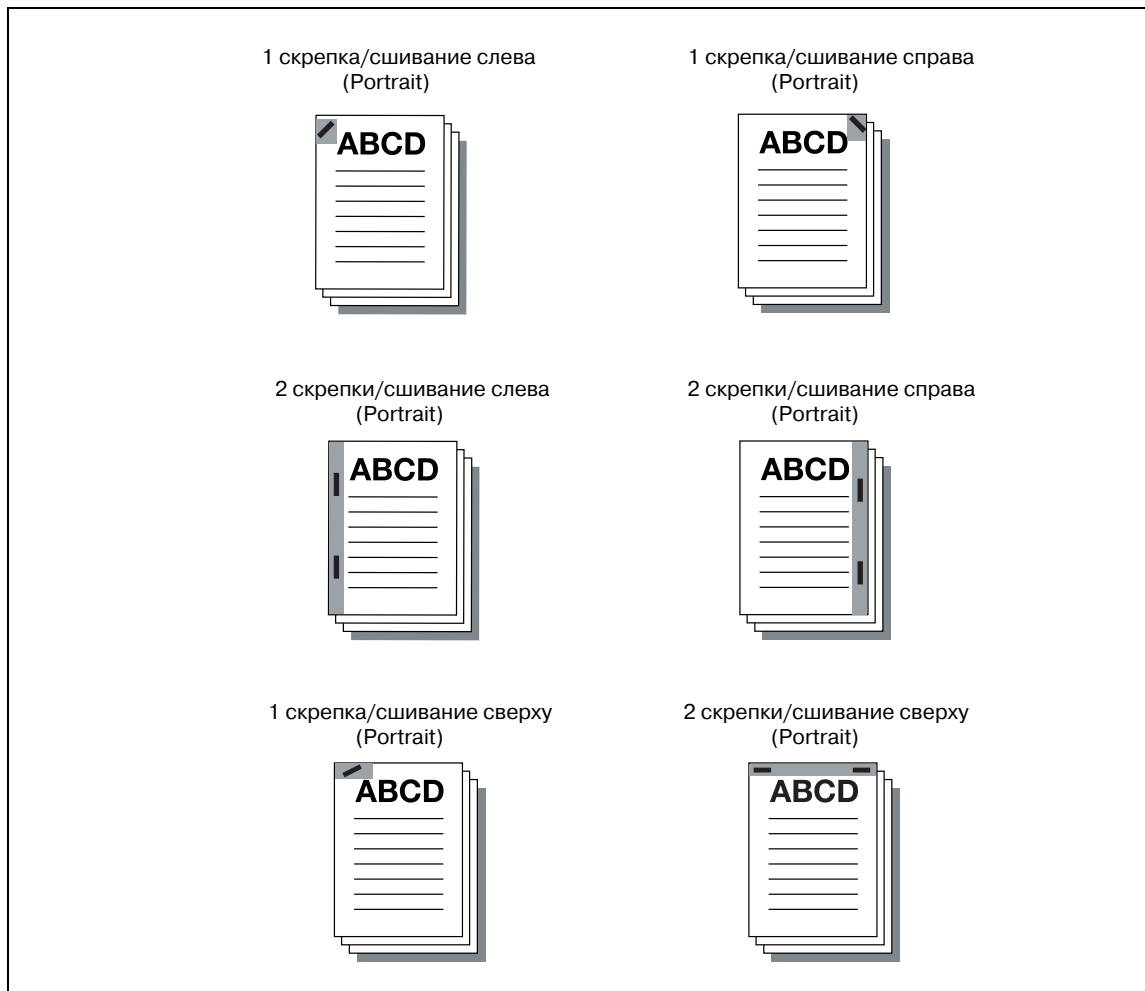 1 скрепка/сшивание слева
(Portrait)
1 скрепка/сшивание справа
(Portrait)
ABCD
ABCD
2 скрепки/сшивание слева
(Portrait)
2 скрепки/сшивание справа
(Portrait)
ABCD
ABCD
1 скрепка/сшивание сверху
(Portrait)
2 скрепки/сшивание сверху
(Portrait)
ABCD
ABCD